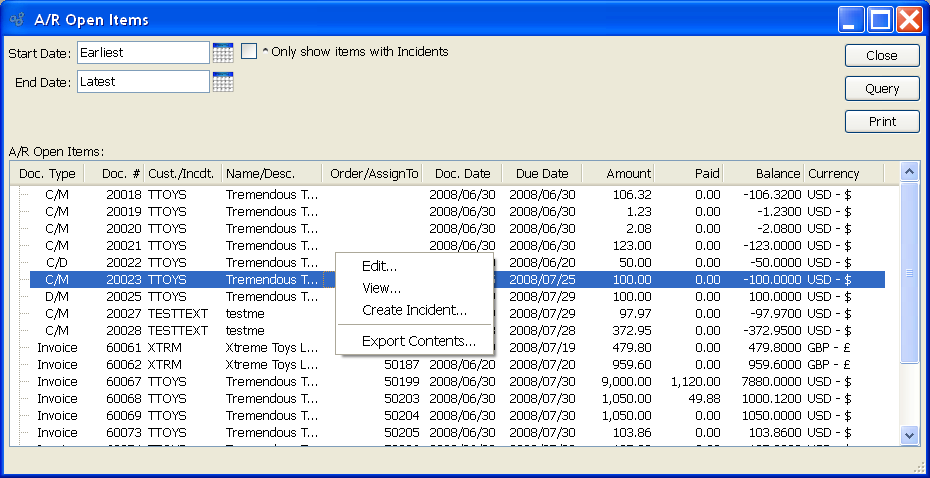 A/R Open Items
Start Date: Earliest ^ Only show items with Incidents Close
End Date: Latest Query
Print
A/R Open Items:
Doc. Type Doc. # Cust./Incdt. Name/Desc. Order/AssignTo Doc. Date Due Date Amount Paid Balance Currency
C/M 20018 TTOYS Tremendous T... 2008/06/30 2008/06/30 106.32 0.00 -106.3200 USD - $
C/M 20019 TTOYS Tremendous T... 2008/06/30 2008/06/30 1.23 0.00 -1.2300 USD - $
C/M 20020 TTOYS Tremendous T... 2008/06/30 2008/06/30 2.08 0.00 -2.0800 USD - $
C/M 20021 TTOYS Tremendous T... 2008/06/30 2008/06/30 123.00 0.00 -123.0000 USD - $
C/D 20022 TTOYS Tremendous T... /06/20 50.00 0.00 -50.0000 USD - $
C/M 20023 TTOYS Tremendous T... 2008/07/25 100.00 0.00 -100.0000 USD - $
D/M 20025 TTOYS Tremendous T... 2008/07/29 100.00 0.00 100.0000 USD - $
C/M 20027 TESTTEXT testme 2008/07/29 97.97 0.00 -97.9700 USD - $
C/M 20028 TESTTEXT testme 2008/07/28 372.95 0.00 -372.9500 USD - $
Invoice 60061 XTRM Xtreme Toys L... 2008/07/19 479.80 0.00 479.8000 GBP - £
Invoice 60062 XTRM Xtreme Toys L... 50187 2008/06/20 2008/06/20 959.60 0.00 959.6000 GBP - £
Invoice 60067 TTOYS Tremendous T... 50199 2008/06/30 2008/07/30 9,000.00 1,120.00 7880.0000 USD - $
Invoice 60068 TTOYS Tremendous T... 50203 2008/06/30 2008/07/30 1,050.00 49.88 1000.1200 USD - $
Invoice 60069 TTOYS Tremendous T... 50204 2008/06/30 2008/07/30 1,050.00 0.00 1050.0000 USD - $
Invoice 60073 TTOYS Tremendous T... 50205 2008/06/30 2008/07/30 103.86 0.00 103.8600 USD - $
Edit...
View...
Create Incident...
Export Contents...